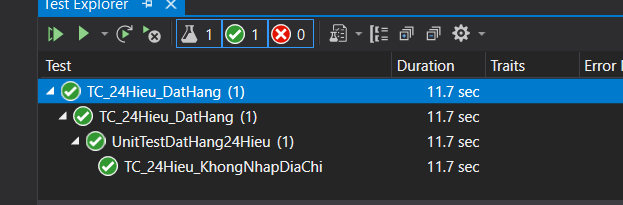 Test Explorer
1 1 0
Test Duration Traits
TC_24Hieu_DatHang (1) 11.7 sec
TC_24Hieu_DatHang (1) 11.7 sec
UnitTestDatHang24Hieu (1) 11.7 sec
TC_24Hieu_KhongNhapDiaChi 11.7 sec